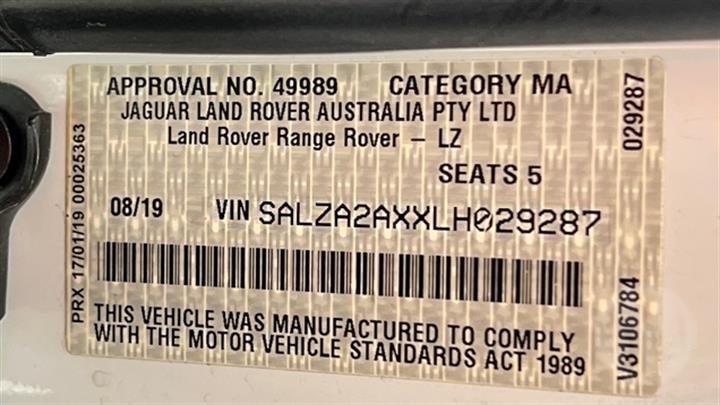 APPROVAL NO. 49989 CATEGORY MA
JAGUAR LAND ROVER AUSTRALIA PTY LTD
Land Rover Range Rover – LZ
SEATS 5
08/19 VIN SALZA2AXXLH029287
THIS VEHICLE WAS MANUFACTURED TO COMPLY
WITH THE MOTOR VEHICLE STANDARDS ACT 1989
PRX 17/01/19 00025363
029287
V3106784